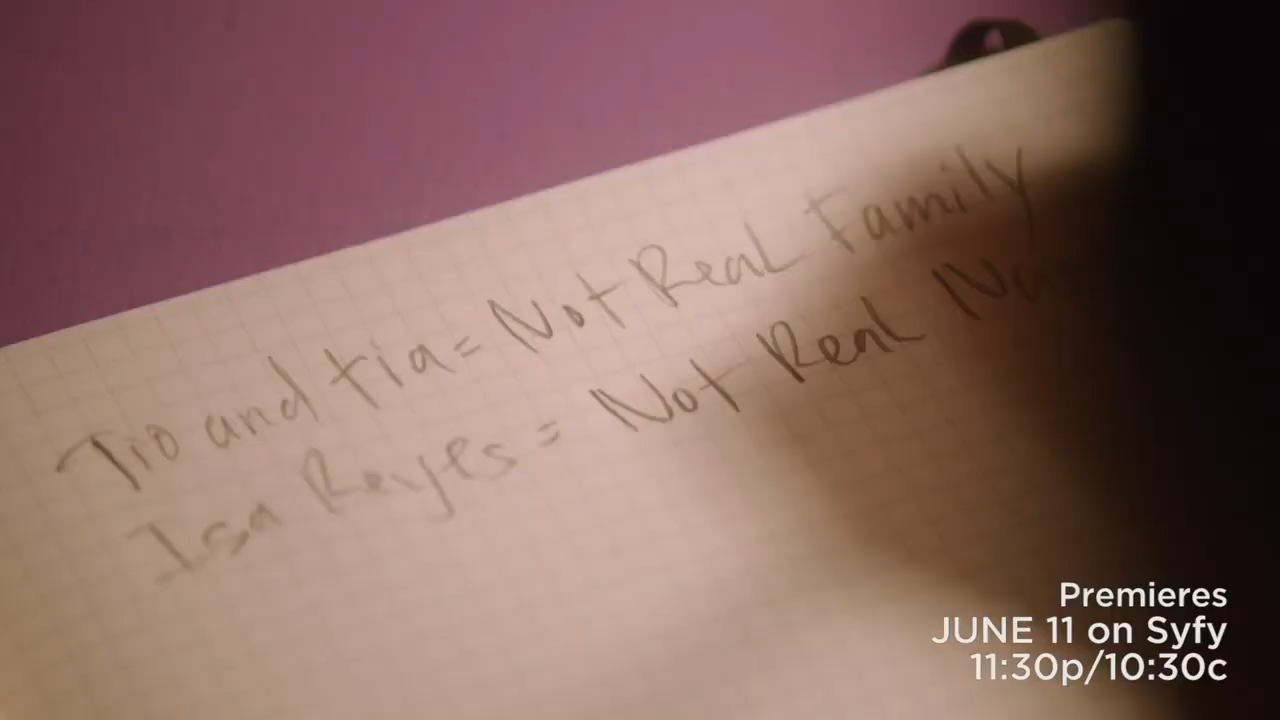 Tio and tia = Not Real Family
Isa Reyes = Not Real
Premieres
JUNE 11 on Syfy
11:30p/10:30c